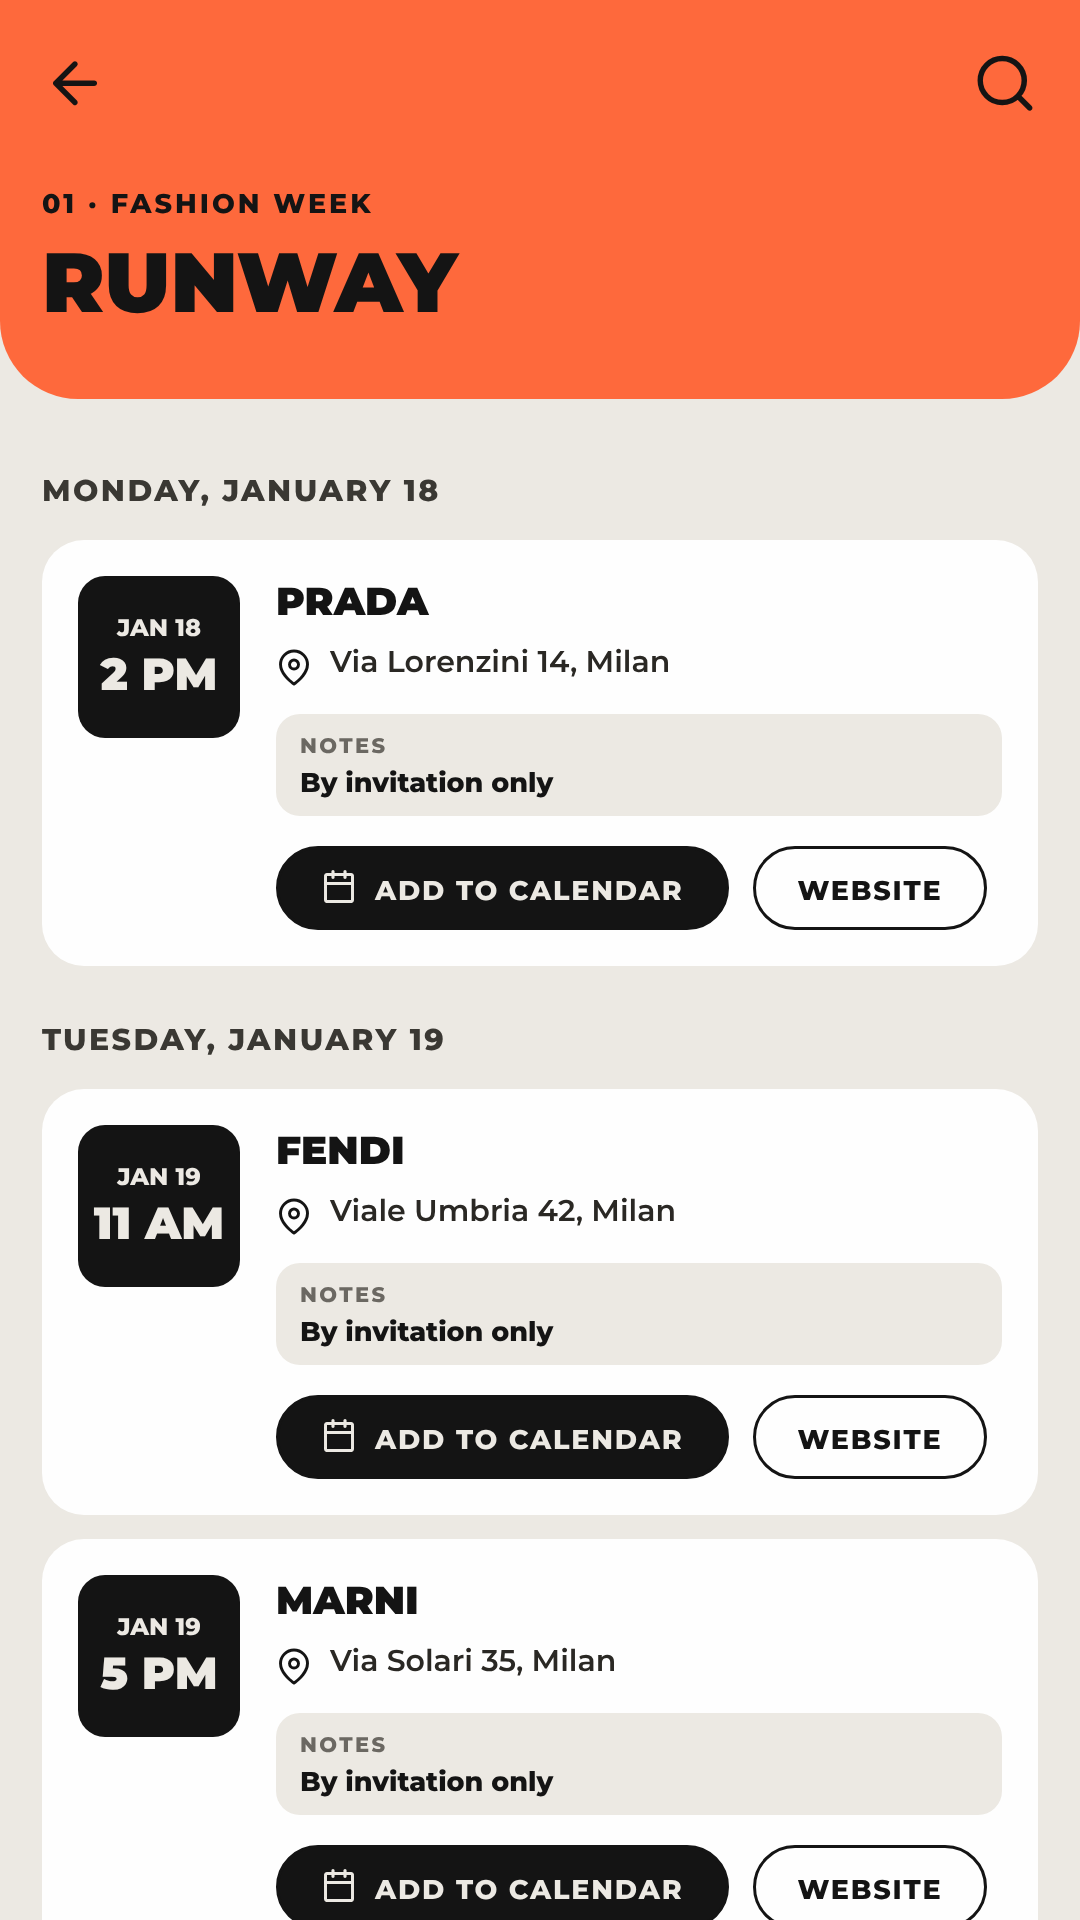 01 · FASHION WEEK
RUNWAY
MONDAY, JANUARY 18
JAN 18
2 PM
PRADA
Via Lorenzini 14, Milan
NOTES
By invitation only
ADD TO CALENDAR
WEBSITE
TUESDAY, JANUARY 19
JAN 19
11 AM
FENDI
Viale Umbria 42, Milan
NOTES
By invitation only
ADD TO CALENDAR
WEBSITE
JAN 19
5 PM
MARNI
Via Solari 35, Milan
NOTES
By invitation only
ADD TO CALENDAR
WEBSITE